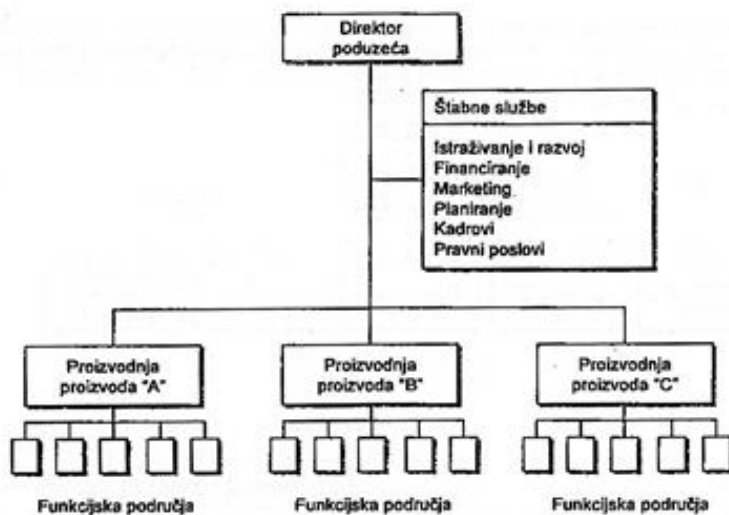 Direktor
poduzeća
Štabne službe
Istraživanje i razvoj
Financiranje
Marketing
Planiranje
Kadrovi
Pravni poslovi
Proizvodnja
proizvoda "A"
Proizvodnja
proizvoda "B"
Proizvodnja
proizvoda "C"
Funkcijska područja
Funkcijska područja
Funkcijska područja